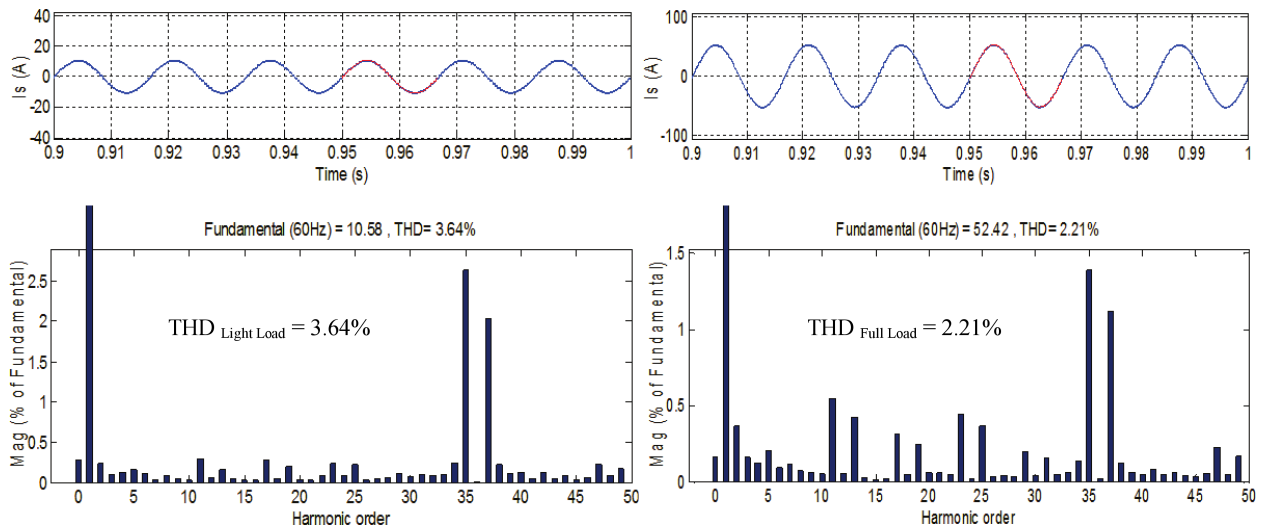 Is (A)
40
20
0
-20
-40
0.9 0.91 0.92 0.93 0.94 0.95 0.96 0.97 0.98 0.99 1
Time (s)
Is (A)
100
0
-100
0.9 0.91 0.92 0.93 0.94 0.95 0.96 0.97 0.98 0.99 1
Time (s)
Fundamental (60Hz) = 10.58 , THD= 3.64%
Mag (% of Fundamental)
2.5
2
1.5
1
0.5
0
THD Light Load = 3.64%
0 5 10 15 20 25 30 35 40 45 50
Harmonic order
Fundamental (60Hz) = 52.42 , THD= 2.21%
Mag (% of Fundamental)
1.5
1
0.5
0
THD Full Load = 2.21%
0 5 10 15 20 25 30 35 40 45 50
Harmonic order